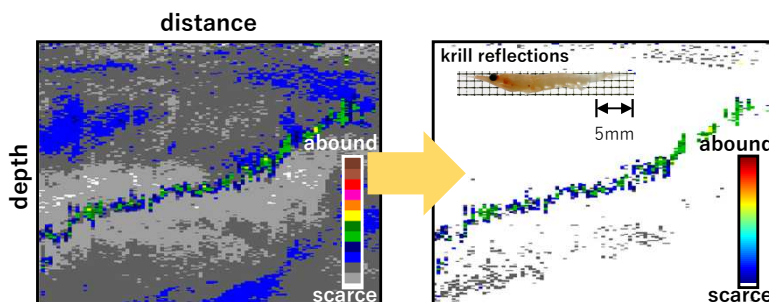 distance
depth
abound
scarce
krill reflections
5mm
abound
scarce